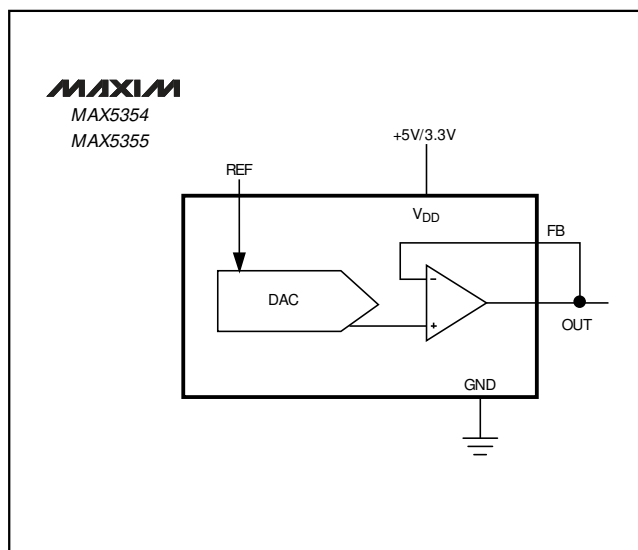 MAXIM
MAX5354
MAX5355
+5V/3.3V
REF
VDD
FB
DAC
−
+
OUT
GND